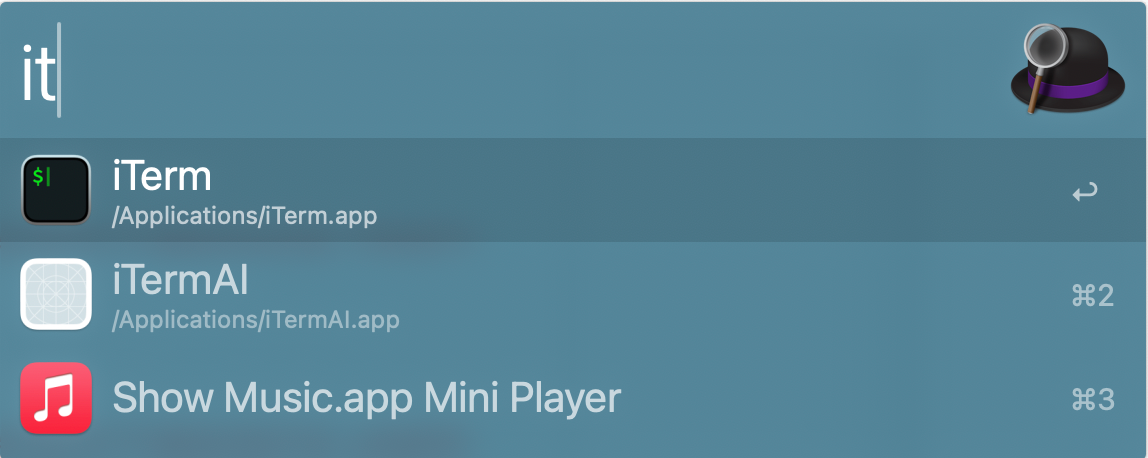 it
$
iTerm
/Applications/iTerm.app
↩
iTermAI
/Applications/iTermAI.app
⌘2
Show Music.app Mini Player
⌘3